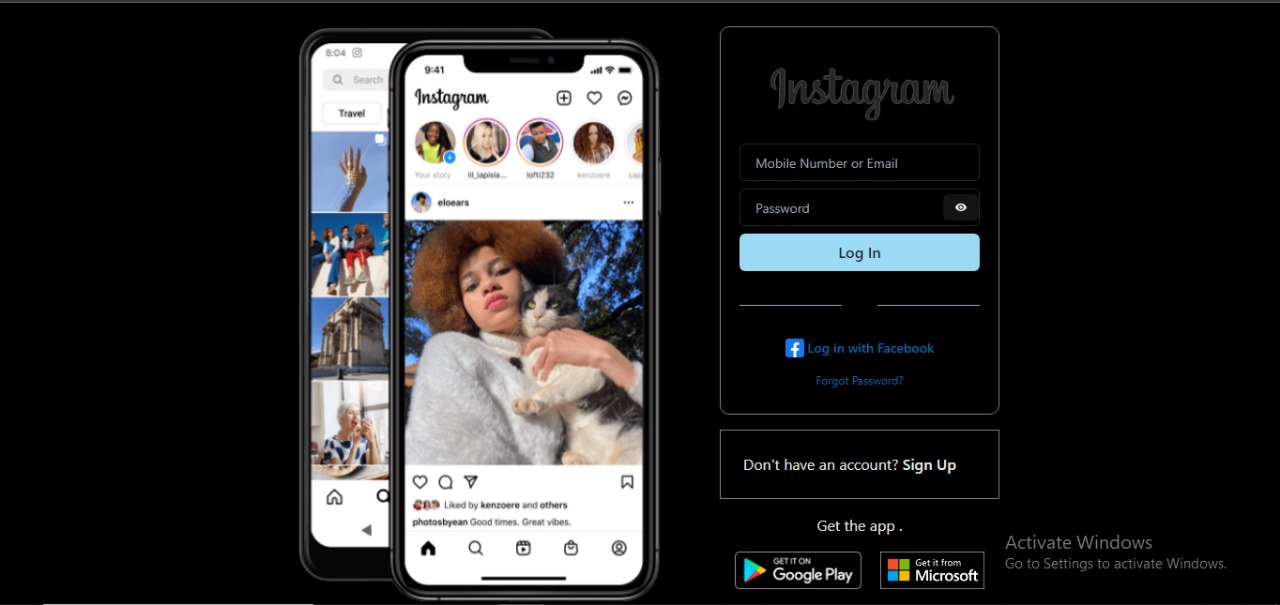 8:04
Search
Travel
9:41
Instagram
Your story
lil_lapisla...
lofti232
kenzoere
sap
eloears
Liked by kenzoere and others
photosbyean Good times. Great vibes.
Instagram
Mobile Number or Email
Password
Log In
Log in with Facebook
Forgot Password?
Don't have an account? Sign Up
Get the app .
GET IT ON
Google Play
Get it from
Microsoft
Activate Windows
Go to Settings to activate Windows.